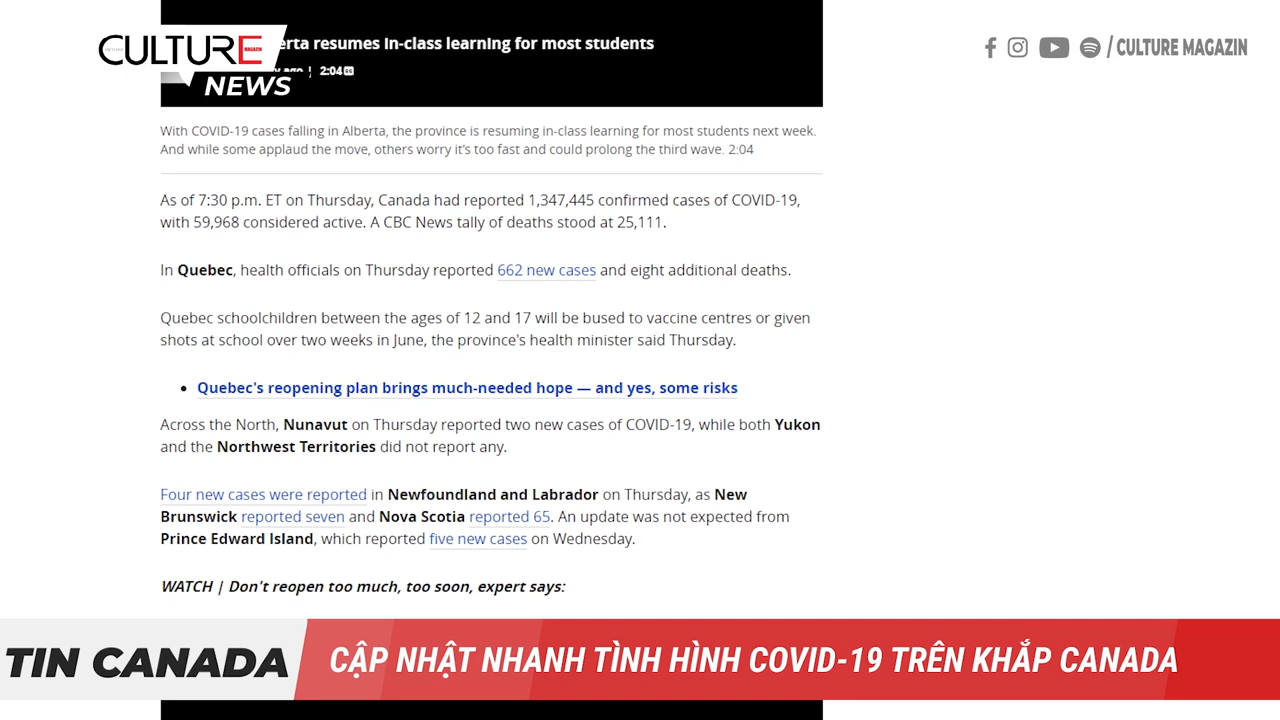 CULTURE
MAGAZIN
NEWS
erta resumes in-class learning for most students
ago | 2:04 CC
/ CULTURE MAGAZIN
With COVID-19 cases falling in Alberta, the province is resuming in-class learning for most students next week.
And while some applaud the move, others worry it's too fast and could prolong the third wave. 2:04
As of 7:30 p.m. ET on Thursday, Canada had reported 1,347,445 confirmed cases of COVID-19,
with 59,968 considered active. A CBC News tally of deaths stood at 25,111.
In Quebec, health officials on Thursday reported 662 new cases and eight additional deaths.
Quebec schoolchildren between the ages of 12 and 17 will be bused to vaccine centres or given
shots at school over two weeks in June, the province's health minister said Thursday.
• Quebec's reopening plan brings much-needed hope — and yes, some risks
Across the North, Nunavut on Thursday reported two new cases of COVID-19, while both Yukon
and the Northwest Territories did not report any.
Four new cases were reported in Newfoundland and Labrador on Thursday, as New
Brunswick reported seven and Nova Scotia reported 65. An update was not expected from
Prince Edward Island, which reported five new cases on Wednesday.
WATCH | Don't reopen too much, too soon, expert says:
TIN CANADA
CẬP NHẬT NHANH TÌNH HÌNH COVID-19 TRÊN KHẮP CANADA